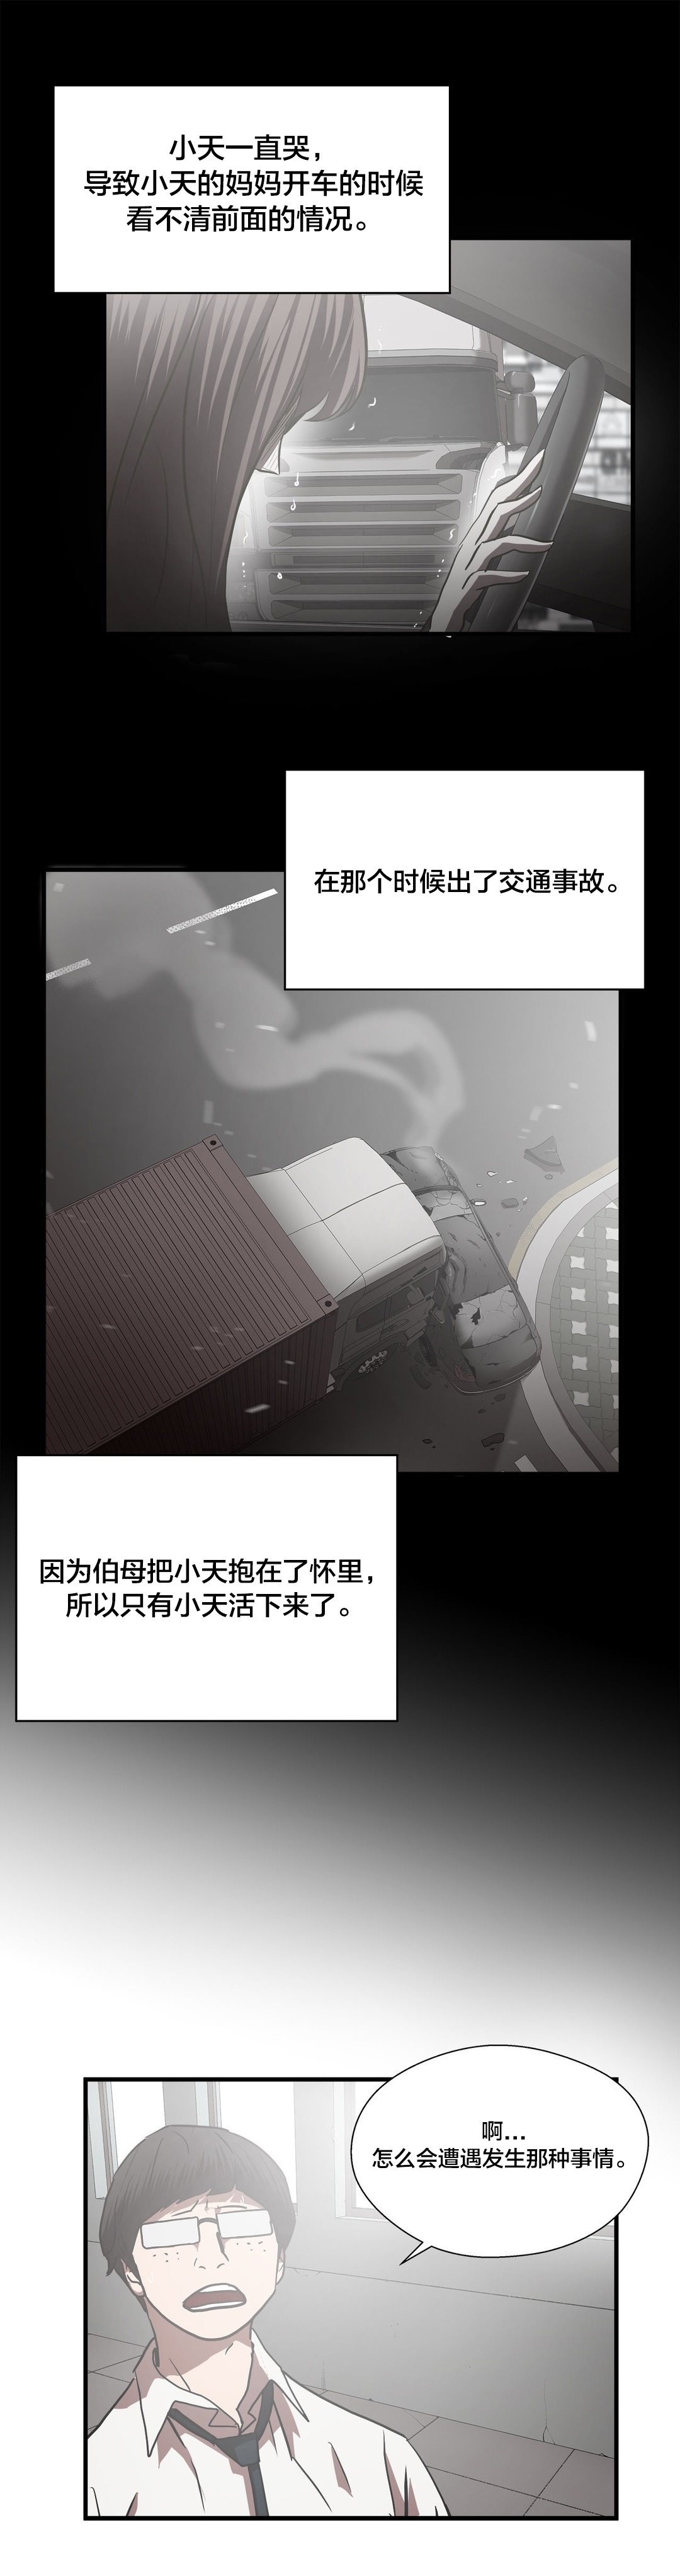 小天一直哭，
导致小天的妈妈开车的时候
看不清前面的情况。
在那个时候出了交通事故。
因为伯母把小天抱在了怀里，
所以只有小天活下来了。
啊…
怎么会遭遇发生那种事情。